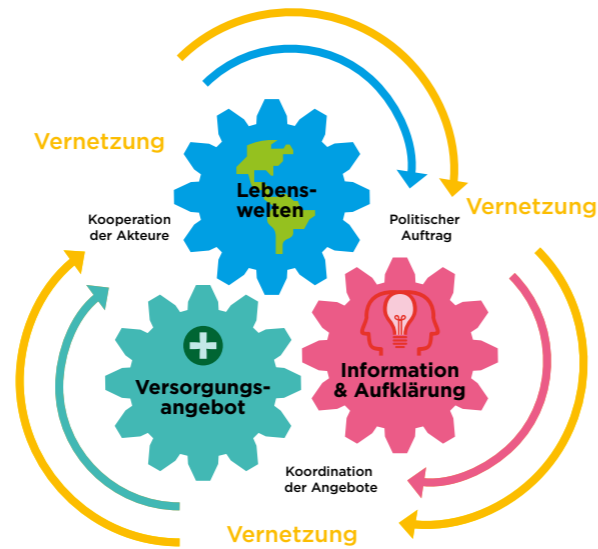 Vernetzung
Lebens-
welten
Kooperation
der Akteure
Politischer
Auftrag
Vernetzung
Versorgungs-
angebot
Information
& Aufklärung
Koordination
der Angebote
Vernetzung